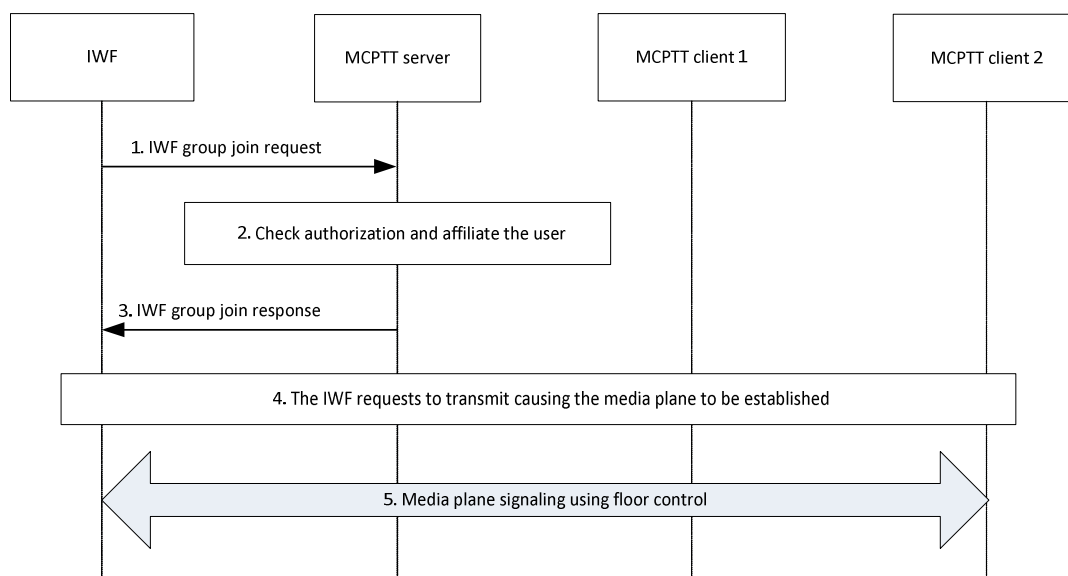 IWF
MCPTT server
MCPTT client 1
MCPTT client 2
1. IWF group join request
2. Check authorization and affiliate the user
3. IWF group join response
4. The IWF requests to transmit causing the media plane to be established
5. Media plane signaling using floor control